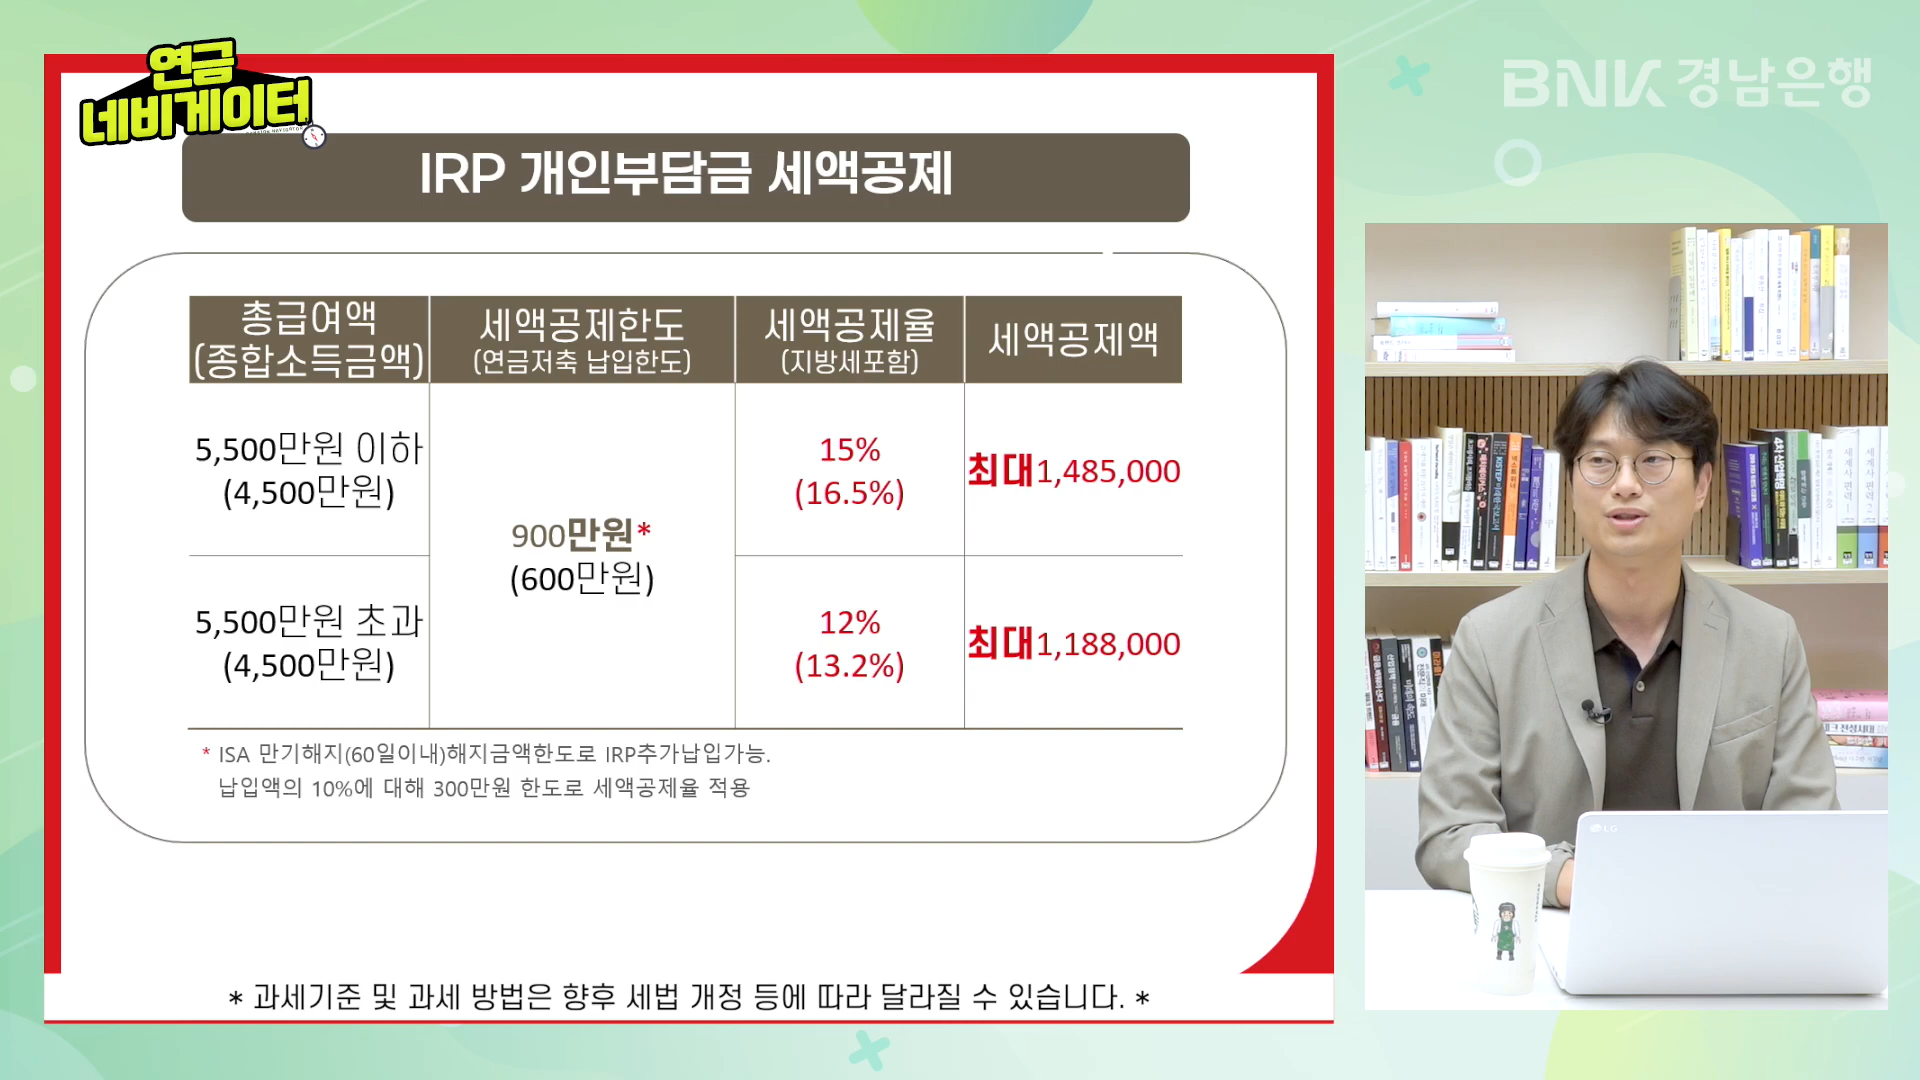 연금
네비게이터
BNK 경남은행
IRP 개인부담금 세액공제
총급여액
(종합소득금액)
세액공제한도
(연금저축 납입한도)
세액공제율
(지방세포함)
세액공제액
5,500만원 이하
(4,500만원)
900만원*
(600만원)
15%
(16.5%)
최대1,485,000
5,500만원 초과
(4,500만원)
12%
(13.2%)
최대1,188,000
* ISA 만기해지(60일이내)해지금액한도로 IRP추가납입가능.
납입액의 10%에 대해 300만원 한도로 세액공제율 적용
* 과세기준 및 과세 방법은 향후 세법 개정 등에 따라 달라질 수 있습니다. *
LG